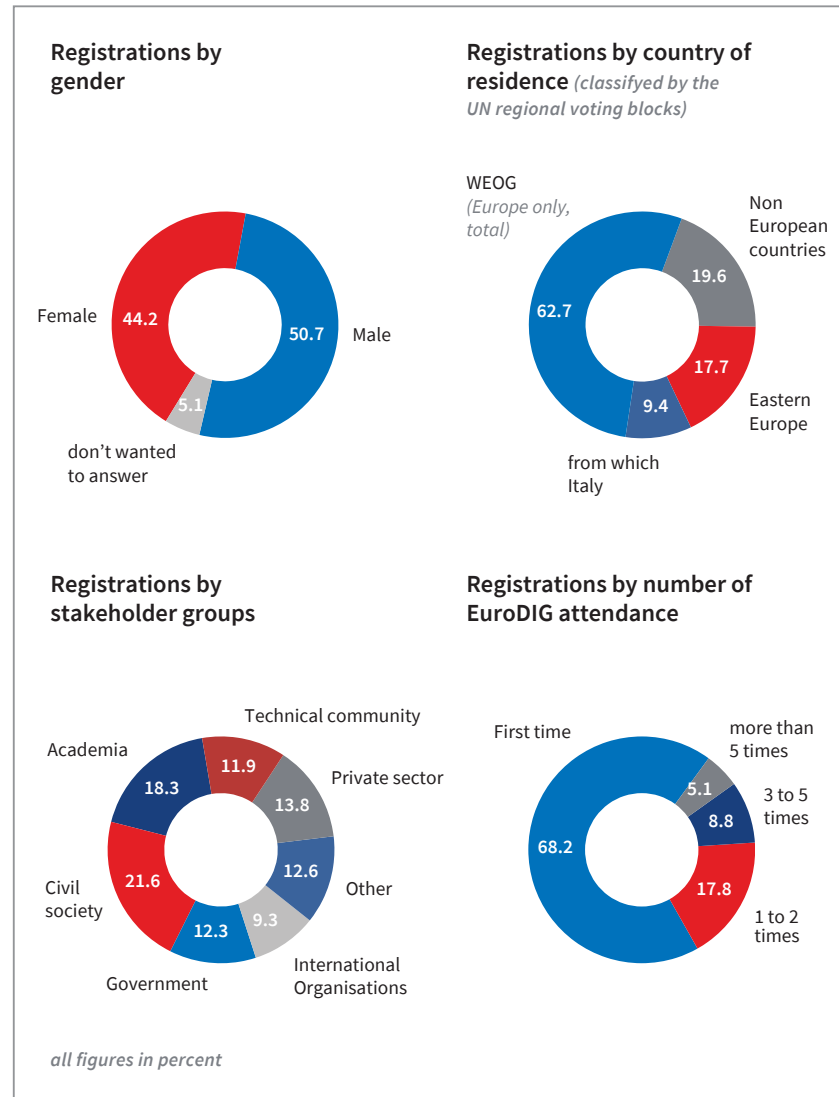 Registrations by
gender
Female
44.2
50.7
Male
5.1
don't wanted
to answer
Registrations by country of
residence (classifyed by the
UN regional voting blocks)
WEOG
(Europe only,
total)
Non
European
countries
19.6
62.7
17.7
9.4
Eastern
Europe
from which
Italy
Registrations by
stakeholder groups
Technical community
Academia
11.9
Private sector
18.3
13.8
21.6
12.6
Civil
society
Other
12.3
9.3
Government
International
Organisations
Registrations by number of
EuroDIG attendance
First time
more than
5 times
5.1
3 to 5
times
8.8
68.2
17.8
1 to 2
times
all figures in percent